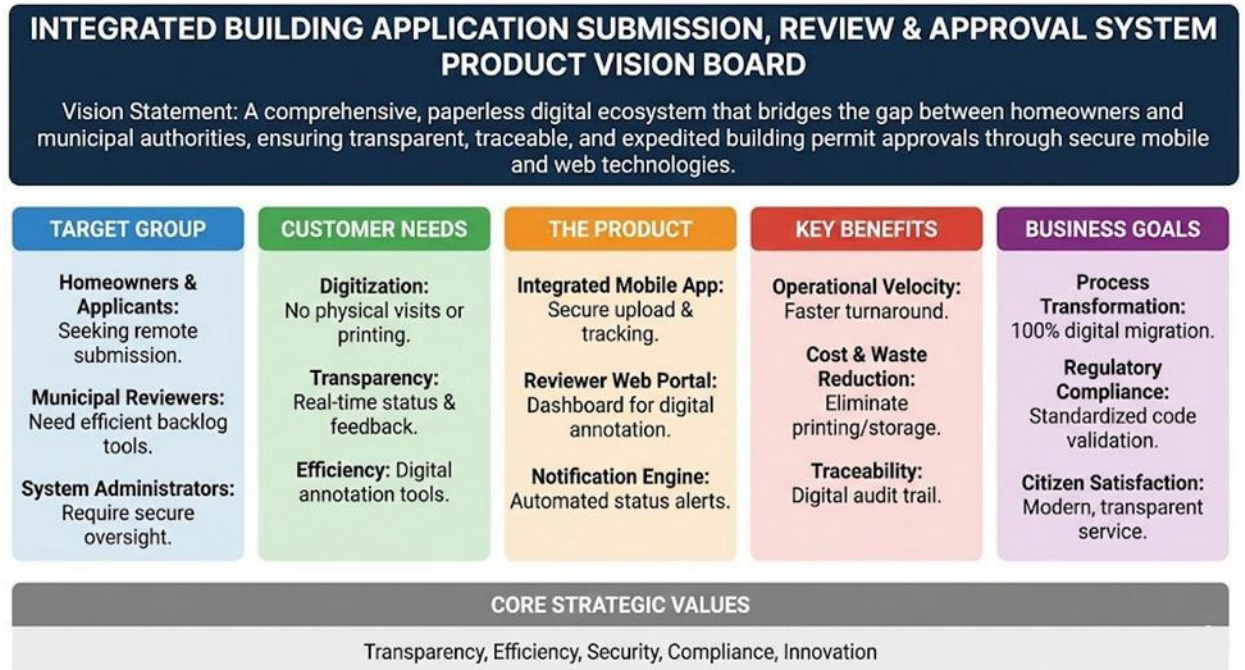 INTEGRATED BUILDING APPLICATION SUBMISSION, REVIEW & APPROVAL SYSTEM
PRODUCT VISION BOARD
Vision Statement: A comprehensive, paperless digital ecosystem that bridges the gap between homeowners and
municipal authorities, ensuring transparent, traceable, and expedited building permit approvals through secure mobile
and web technologies.
TARGET GROUP
Homeowners &
Applicants:
Seeking remote
submission.
Municipal Reviewers:
Need efficient backlog
tools.
System Administrators:
Require secure
oversight.
CUSTOMER NEEDS
Digitization:
No physical visits or
printing.
Transparency:
Real-time status &
feedback.
Efficiency: Digital
annotation tools.
THE PRODUCT
Integrated Mobile App:
Secure upload &
tracking.
Reviewer Web Portal:
Dashboard for digital
annotation.
Notification Engine:
Automated status alerts.
KEY BENEFITS
Operational Velocity:
Faster turnaround.
Cost & Waste
Reduction:
Eliminate
printing/storage.
Traceability:
Digital audit trail.
BUSINESS GOALS
Process
Transformation:
100% digital migration.
Regulatory
Compliance:
Standardized code
validation.
Citizen Satisfaction:
Modern, transparent
service.
CORE STRATEGIC VALUES
Transparency, Efficiency, Security, Compliance, Innovation